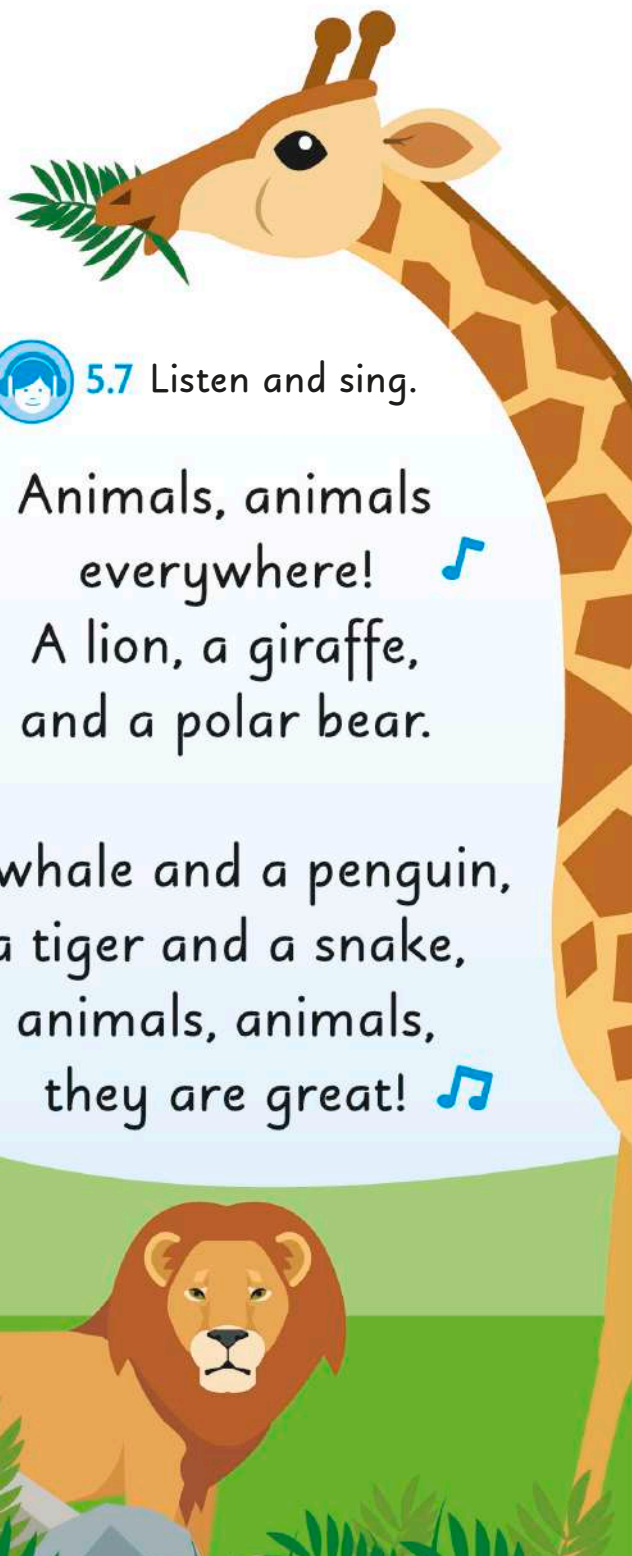 5.7 Listen and sing.
Animals, animals
everywhere!
A lion, a giraffe,
and a polar bear.
whale and a penguin,
a tiger and a snake,
animals, animals,
they are great!